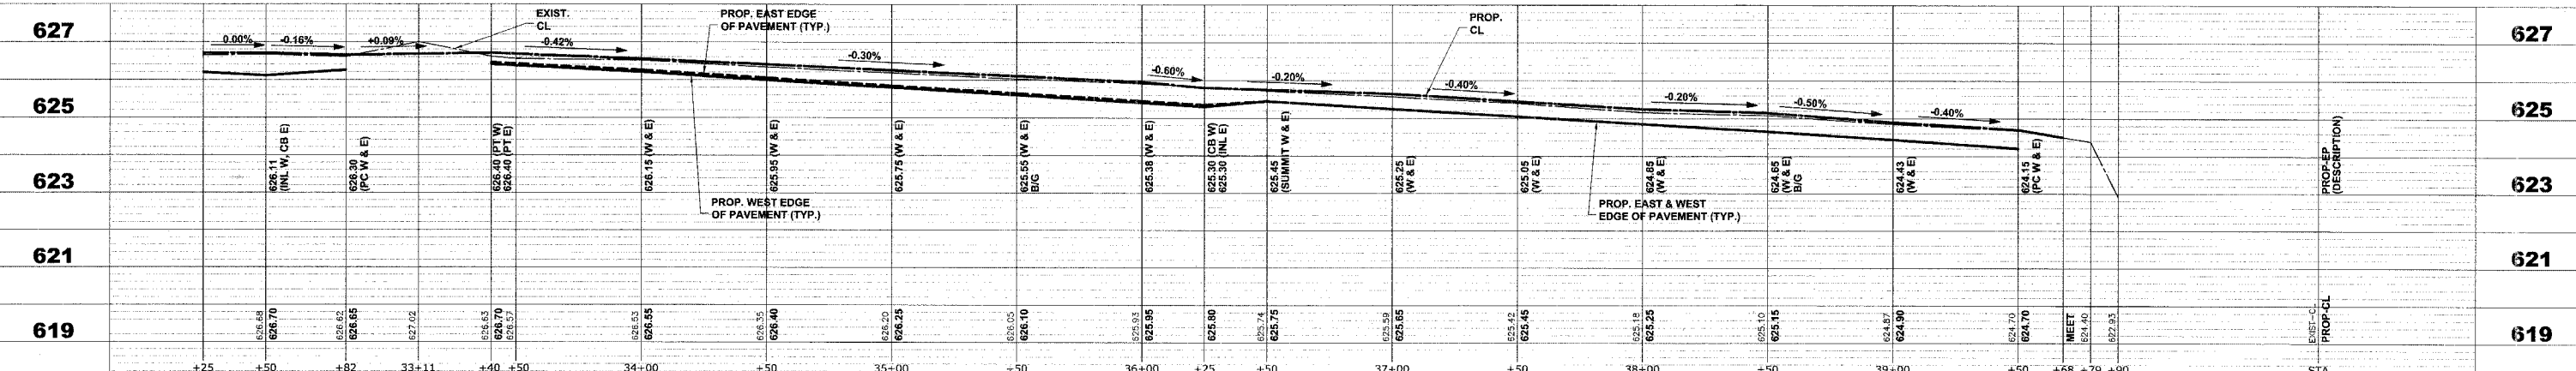 627
627
625
625
623
623
621
621
619
619
0.00%
-0.16%
+0.09%
-0.42%
-0.30%
-0.60%
-0.20%
-0.40%
-0.20%
-0.50%
-0.40%
EXIST.
CL
PROP. EAST EDGE
OF PAVEMENT (TYP.)
PROP.
CL
PROP. WEST EDGE
OF PAVEMENT (TYP.)
PROP. EAST & WEST
EDGE OF PAVEMENT (TYP.)
626.11
(INL W, CB E)
626.30
(PC W & E)
626.40 (PT W)
626.40 (PT E)
626.15 (W & E)
625.95 (W & E)
625.75 (W & E)
625.55 (W & E)
B/G
625.38 (W & E)
625.30 (CB W)
625.30 (INL E)
625.45
(SUMMIT W & E)
625.25
(W & E)
625.05
(W & E)
624.85
(W & E)
624.65
(W & E)
B/G
624.43
(W & E)
624.15
(PC W & E)
PROP-EP
(DESCRIPTION)
626.68
626.70
626.62
626.65
627.02
626.63
626.70
626.57
626.53
626.55
626.35
626.40
626.20
626.25
626.05
626.10
625.93
625.95
625.80
625.74
625.75
625.59
625.65
625.42
625.45
625.18
625.25
625.10
625.15
624.87
624.90
624.70
624.70
MEET
624.40
622.93
EXIST-CL
PROP-CL
+25
+50
+82
33+11
+40
+50
34+00
+50
35+00
+50
36+00
+25
+50
37+00
+50
38+00
+50
39+00
+50
+68
+79
+90
STA